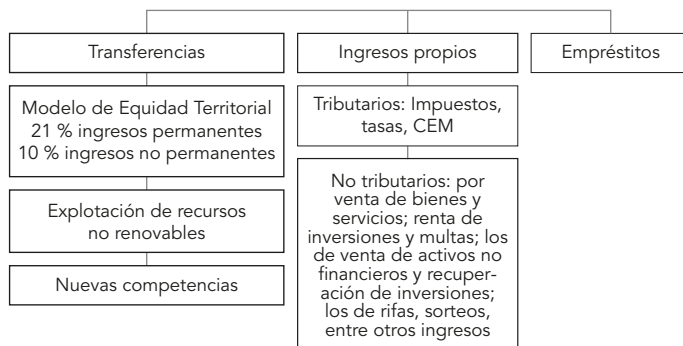 Transferencias
Modelo de Equidad Territorial
21 % ingresos permanentes
10 % ingresos no permanentes
Explotación de recursos
no renovables
Nuevas competencias
Ingresos propios
Tributarios: Impuestos,
tasas, CEM
No tributarios: por
venta de bienes y
servicios; renta de
inversiones y multas; los
de venta de activos no
financieros y recuper-
ación de inversiones;
los de rifas, sorteos,
entre otros ingresos
Empréstitos